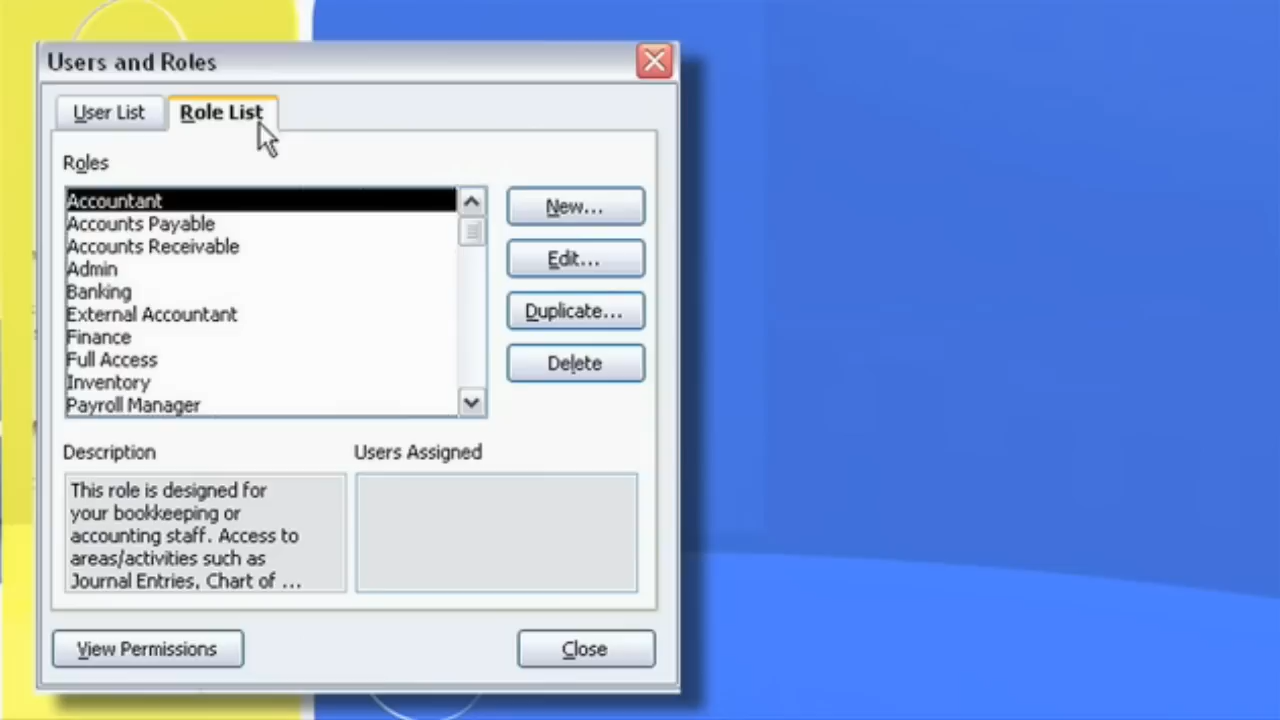 Users and Roles
User List
Role List
Roles
Accountant
Accounts Payable
Accounts Receivable
Admin
Banking
External Accountant
Finance
Full Access
Inventory
Payroll Manager
New...
Edit...
Duplicate...
Delete
Description
This role is designed for
your bookkeeping or
accounting staff. Access to
areas/activities such as
Journal Entries, Chart of ...
Users Assigned
View Permissions
Close